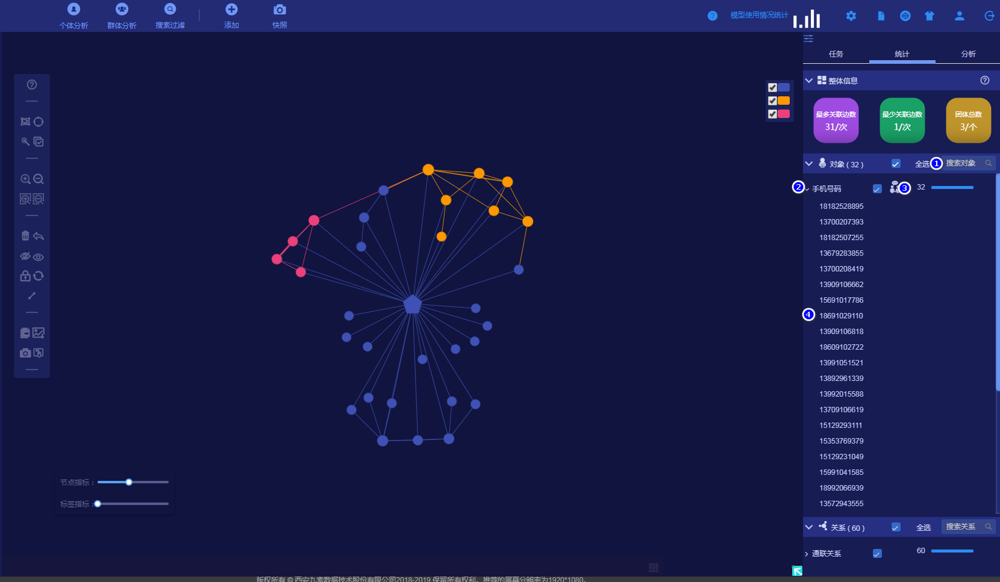 个体分析
群体分析
搜索过滤
添加
快照
模型使用情况统计
任务
统计
分析
整体信息
最多关联边数
31/次
最少关联边数
1/次
团体总数
3/个
对象 ( 32 )
全选
1
搜索对象
2
手机号码
3
32
18182528895
13700207393
18182507255
13679283855
13700208419
13909106662
15691017786
4
18691029110
13909106818
18609102722
13991051521
13892961339
13992015588
13709106619
15129293111
15353769379
15129231049
15991041585
18992066939
13572943555
关系 ( 60 )
全选
搜索关系
通联关系
60
节点指标：
标签指标：
版权所有 © 西安九索数据技术股份有限公司2018-2019 保留所有权利。推荐的屏幕分辨率为1920*1080。